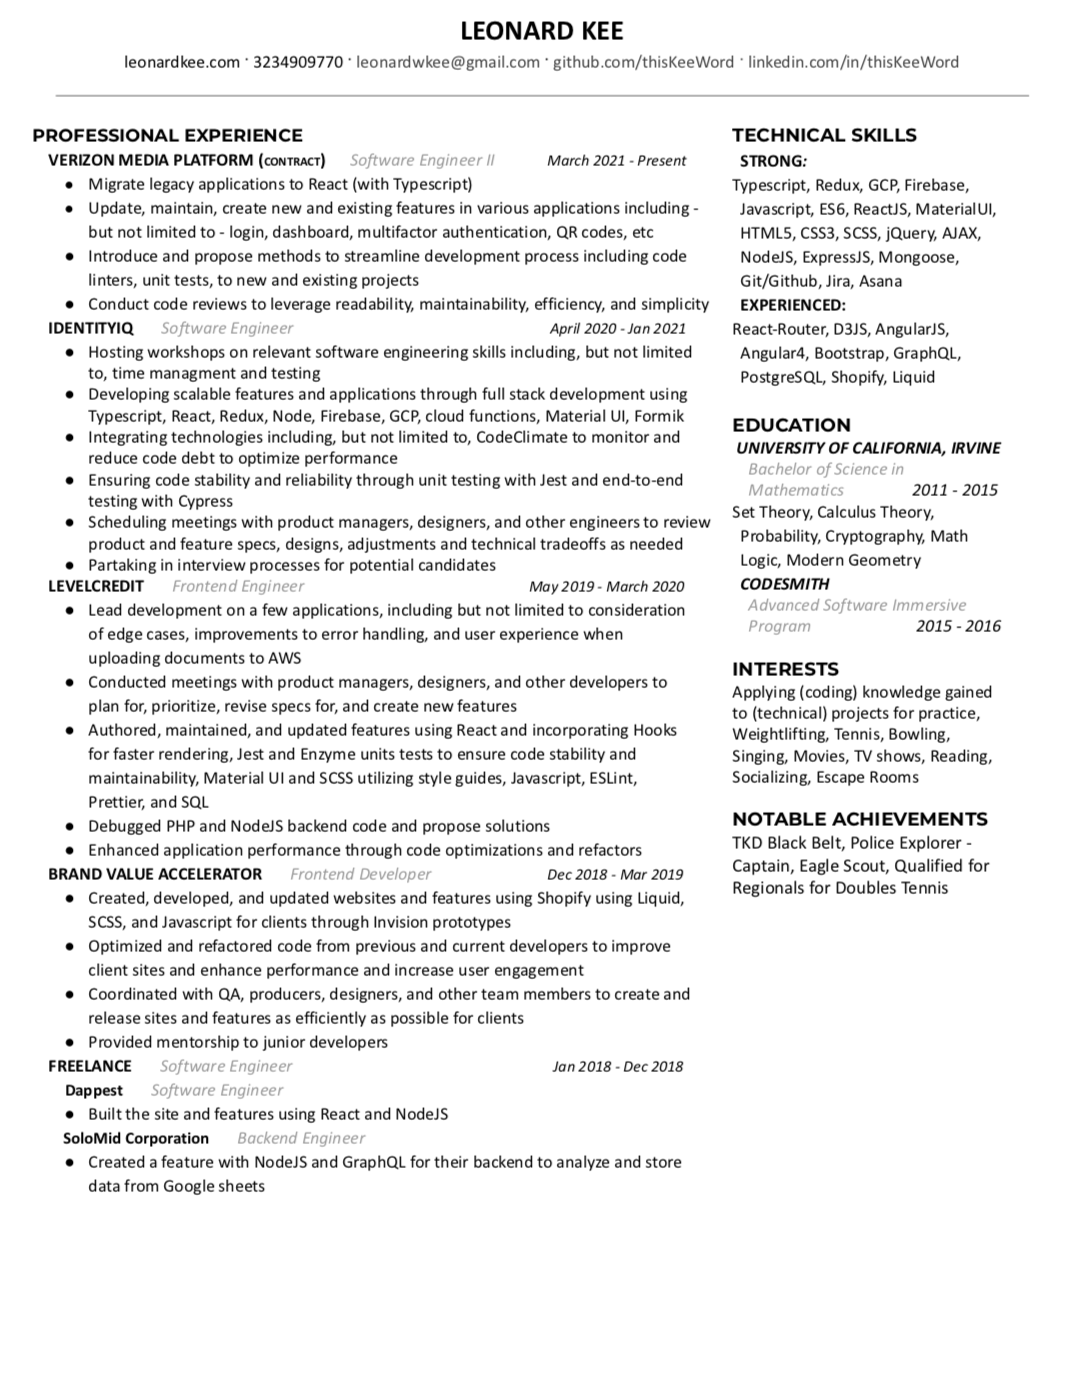 LEONARD KEE
leonardkee.com · 3234909770 · leonardwkee@gmail.com · github.com/thisKeeWord · linkedin.com/in/thisKeeWord
PROFESSIONAL EXPERIENCE
VERIZON MEDIA PLATFORM (CONTRACT) Software Engineer II March 2021 - Present
● Migrate legacy applications to React (with Typescript)
● Update, maintain, create new and existing features in various applications including -
but not limited to - login, dashboard, multifactor authentication, QR codes, etc
● Introduce and propose methods to streamline development process including code
linters, unit tests, to new and existing projects
● Conduct code reviews to leverage readability, maintainability, efficiency, and simplicity
IDENTITYIQ Software Engineer April 2020 - Jan 2021
● Hosting workshops on relevant software engineering skills including, but not limited
to, time managment and testing
● Developing scalable features and applications through full stack development using
Typescript, React, Redux, Node, Firebase, GCP, cloud functions, Material UI, Formik
● Integrating technologies including, but not limited to, CodeClimate to monitor and
reduce code debt to optimize performance
● Ensuring code stability and reliability through unit testing with Jest and end-to-end
testing with Cypress
● Scheduling meetings with product managers, designers, and other engineers to review
product and feature specs, designs, adjustments and technical tradeoffs as needed
● Partaking in interview processes for potential candidates
LEVELCREDIT Frontend Engineer May 2019 - March 2020
● Lead development on a few applications, including but not limited to consideration
of edge cases, improvements to error handling, and user experience when
uploading documents to AWS
● Conducted meetings with product managers, designers, and other developers to
plan for, prioritize, revise specs for, and create new features
● Authored, maintained, and updated features using React and incorporating Hooks
for faster rendering, Jest and Enzyme units tests to ensure code stability and
maintainability, Material UI and SCSS utilizing style guides, Javascript, ESLint,
Prettier, and SQL
● Debugged PHP and NodeJS backend code and propose solutions
● Enhanced application performance through code optimizations and refactors
BRAND VALUE ACCELERATOR Frontend Developer Dec 2018 - Mar 2019
● Created, developed, and updated websites and features using Shopify using Liquid,
SCSS, and Javascript for clients through Invision prototypes
● Optimized and refactored code from previous and current developers to improve
client sites and enhance performance and increase user engagement
● Coordinated with QA, producers, designers, and other team members to create and
release sites and features as efficiently as possible for clients
● Provided mentorship to junior developers
FREELANCE Software Engineer Jan 2018 - Dec 2018
Dappest Software Engineer
● Built the site and features using React and NodeJS
SoloMid Corporation Backend Engineer
● Created a feature with NodeJS and GraphQL for their backend to analyze and store
data from Google sheets
TECHNICAL SKILLS
STRONG:
Typescript, Redux, GCP, Firebase,
Javascript, ES6, ReactJS, MaterialUI,
HTML5, CSS3, SCSS, jQuery, AJAX,
NodeJS, ExpressJS, Mongoose,
Git/Github, Jira, Asana
EXPERIENCED:
React-Router, D3JS, AngularJS,
Angular4, Bootstrap, GraphQL,
PostgreSQL, Shopify, Liquid
EDUCATION
UNIVERSITY OF CALIFORNIA, IRVINE
Bachelor of Science in
Mathematics 2011 - 2015
Set Theory, Calculus Theory,
Probability, Cryptography, Math
Logic, Modern Geometry
CODESMITH
Advanced Software Immersive
Program 2015 - 2016
INTERESTS
Applying (coding) knowledge gained
to (technical) projects for practice,
Weightlifting, Tennis, Bowling,
Singing, Movies, TV shows, Reading,
Socializing, Escape Rooms
NOTABLE ACHIEVEMENTS
TKD Black Belt, Police Explorer -
Captain, Eagle Scout, Qualified for
Regionals for Doubles Tennis